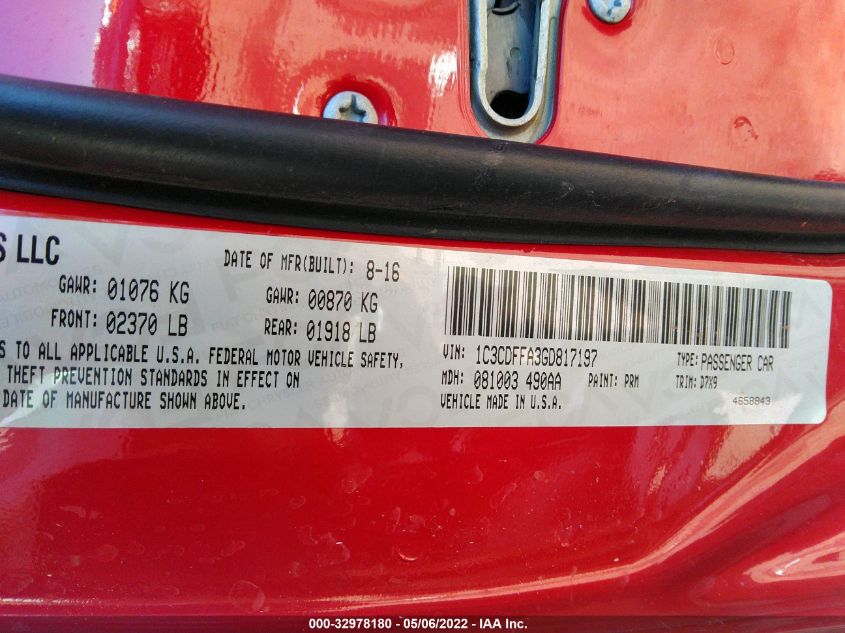 S LLC
DATE OF MFR(BUILT): 8-16
GAWR: 01076 KG
GAWR: 00870 KG
FRONT: 02370 LB
REAR: 01918 LB
S TO ALL APPLICABLE U.S.A. FEDERAL MOTOR VEHICLE SAFETY,
THEFT PREVENTION STANDARDS IN EFFECT ON
DATE OF MANUFACTURE SHOWN ABOVE.
VIN: 1C3CDFFA3GD817197
TYPE: PASSENGER CAR
MDH: 081003 490AA
PAINT: PRM
TRIM: D7X9
VEHICLE MADE IN U.S.A.
4658843
000-32978180 - 05/06/2022 - IAA Inc.